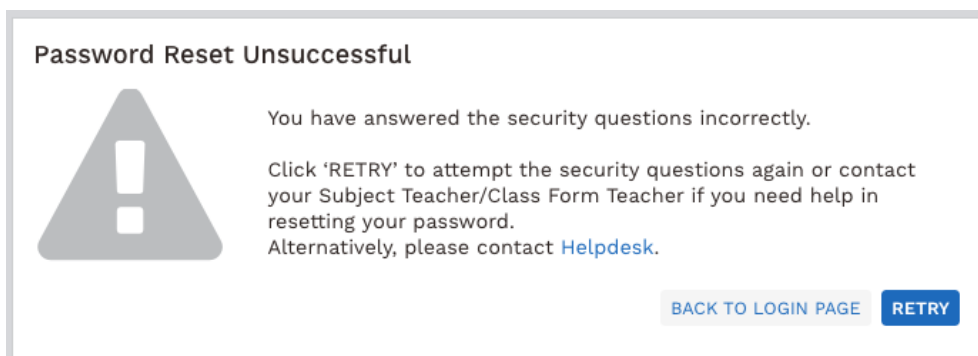 Password Reset Unsuccessful
You have answered the security questions incorrectly.
Click ‘RETRY’ to attempt the security questions again or contact
your Subject Teacher/Class Form Teacher if you need help in
resetting your password.
Alternatively, please contact Helpdesk.
BACK TO LOGIN PAGE RETRY